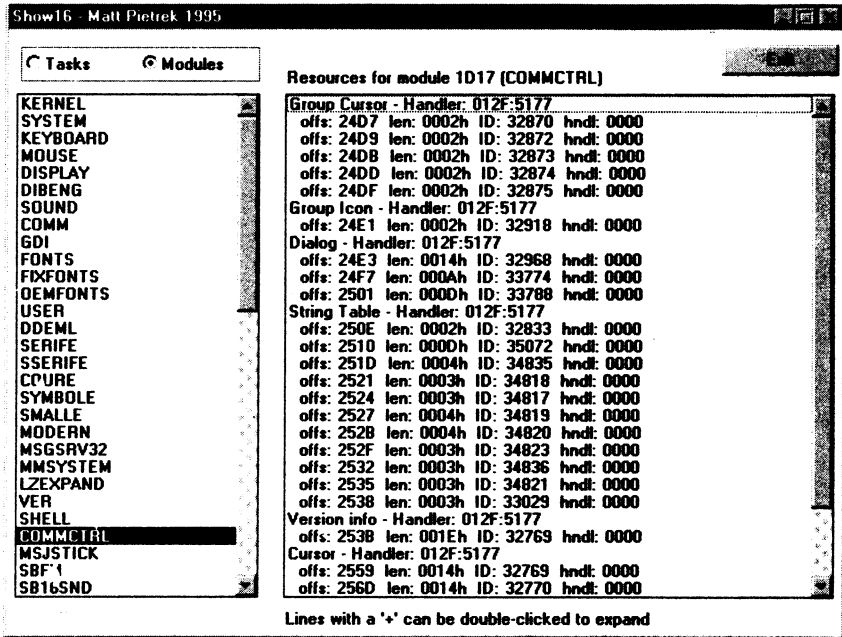 Show16 - Matt Pietrek 1995
Tasks
Modules
Exit
Resources for module 1D17 (COMMCTRL)
KERNEL
SYSTEM
KEYBOARD
MOUSE
DISPLAY
DIBENG
SOUND
COMM
GDI
FONTS
FIXFONTS
OEMFONTS
USER
DDEML
SERIFE
SSERIFE
COURE
SYMBOLE
SMALLE
MODERN
MSGSRV32
MMSYSTEM
LZEXPAND
VER
SHELL
COMMCTRL
MSJSTICK
SB16SND
Group Cursor - Handler: 012F:5177
offs: 24D7 len: 0002h ID: 32870 hndl: 0000
offs: 24D9 len: 0002h ID: 32872 hndl: 0000
offs: 24DB len: 0002h ID: 32873 hndl: 0000
offs: 24DD len: 0002h ID: 32874 hndl: 0000
offs: 24DF len: 0002h ID: 32875 hndl: 0000
Group Icon - Handler: 012F:5177
offs: 24E1 len: 0002h ID: 32918 hndl: 0000
Dialog - Handler: 012F:5177
offs: 24E3 len: 0014h ID: 32968 hndl: 0000
offs: 24F7 len: 000Ah ID: 33774 hndl: 0000
offs: 2501 len: 000Dh ID: 33788 hndl: 0000
String Table - Handler: 012F:5177
offs: 250E len: 0002h ID: 32833 hndl: 0000
offs: 2510 len: 000Dh ID: 35072 hndl: 0000
offs: 251D len: 0004h ID: 34835 hndl: 0000
offs: 2521 len: 0003h ID: 34818 hndl: 0000
offs: 2524 len: 0003h ID: 34817 hndl: 0000
offs: 2527 len: 0004h ID: 34819 hndl: 0000
offs: 252B len: 0004h ID: 34820 hndl: 0000
offs: 252F len: 0003h ID: 34823 hndl: 0000
offs: 2532 len: 0003h ID: 34836 hndl: 0000
offs: 2535 len: 0003h ID: 34821 hndl: 0000
offs: 2538 len: 0003h ID: 33029 hndl: 0000
Version info - Handler: 012F:5177
offs: 253B len: 001Eh ID: 32769 hndl: 0000
Cursor - Handler: 012F:5177
offs: 2559 len: 0014h ID: 32769 hndl: 0000
offs: 256D len: 0014h ID: 32770 hndl: 0000
Lines with a '+' can be double-clicked to expand